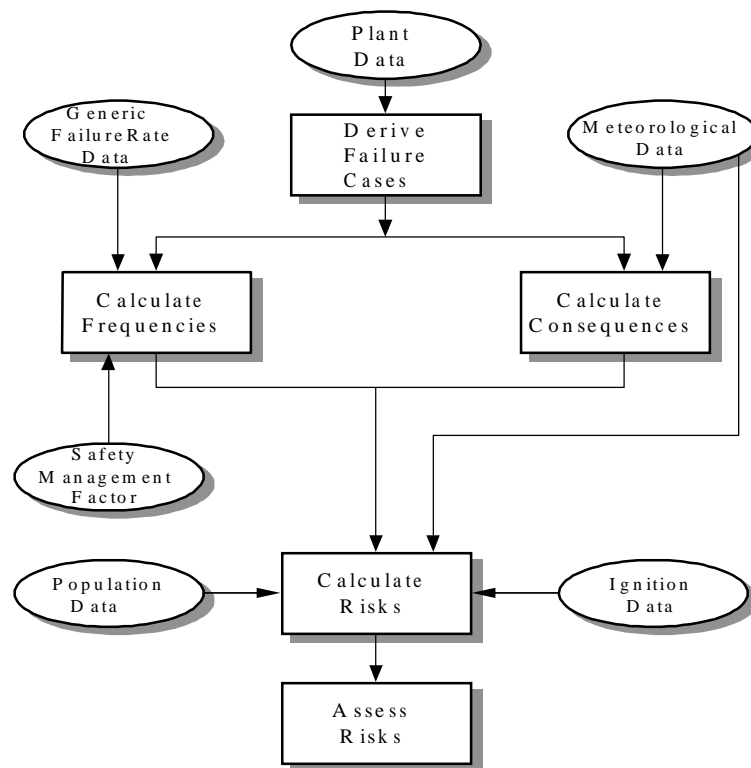 Plant
Data
Generic
FailureRate
Data
Derive
Failure
Cases
Meteorological
Data
Calculate
Frequencies
Calculate
Consequences
Safety
Management
Factor
Population
Data
Calculate
Risks
Ignition
Data
Assess
Risks